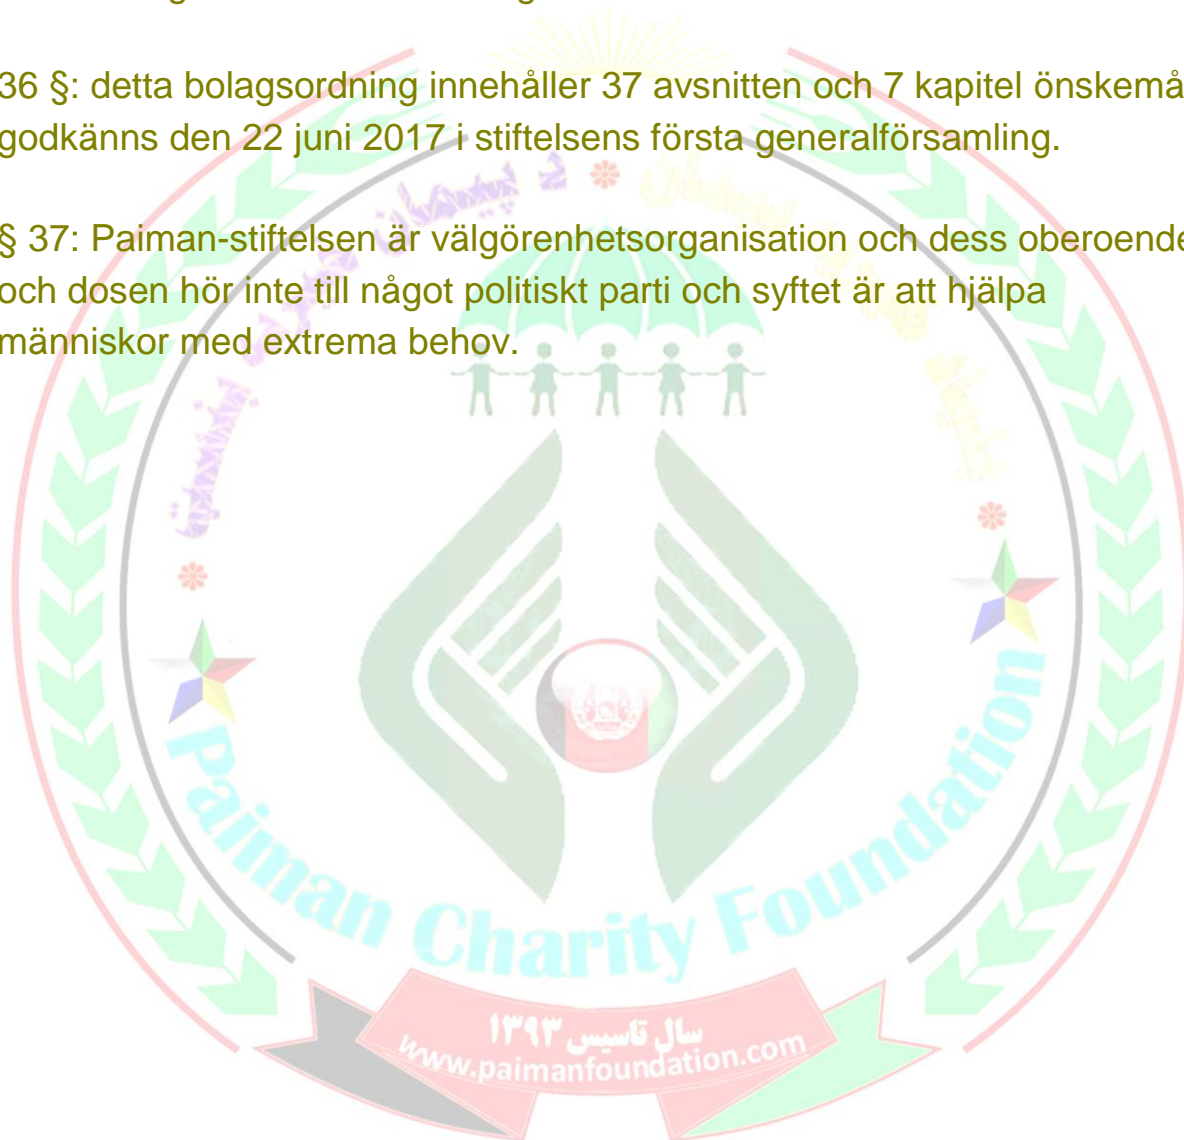 36 §: detta bolagsordning innehåller 37 avsnitten och 7 kapitel önskemå
godkänns den 22 juni 2017 i stiftelsens första generalförsamling.
§ 37: Paiman-stiftelsen är välgörenhetsorganisation och dess oberoende
och dosen hör inte till något politiskt parti och syftet är att hjälpa
människor med extrema behov.
Paiman Charity Foundation
سال تاسیس ۱۳۹۳
www.paimanfoundation.com